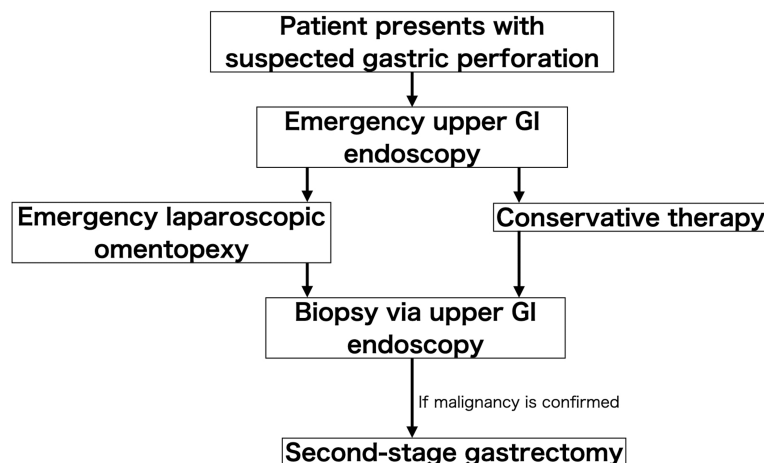 Patient presents with
suspected gastric perforation
Emergency upper GI
endoscopy
Emergency laparoscopic
omentopexy
Conservative therapy
Biopsy via upper GI
endoscopy
If malignancy is confirmed
Second-stage gastrectomy